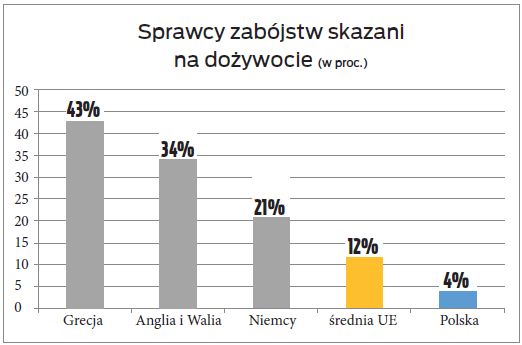 Sprawcy zabójstw skazani
na dożywocie (w proc.)
50
45
40
35
30
25
20
15
10
5
0
43%
34%
21%
12%
4%
Grecja
Anglia i Walia
Niemcy
średnia UE
Polska